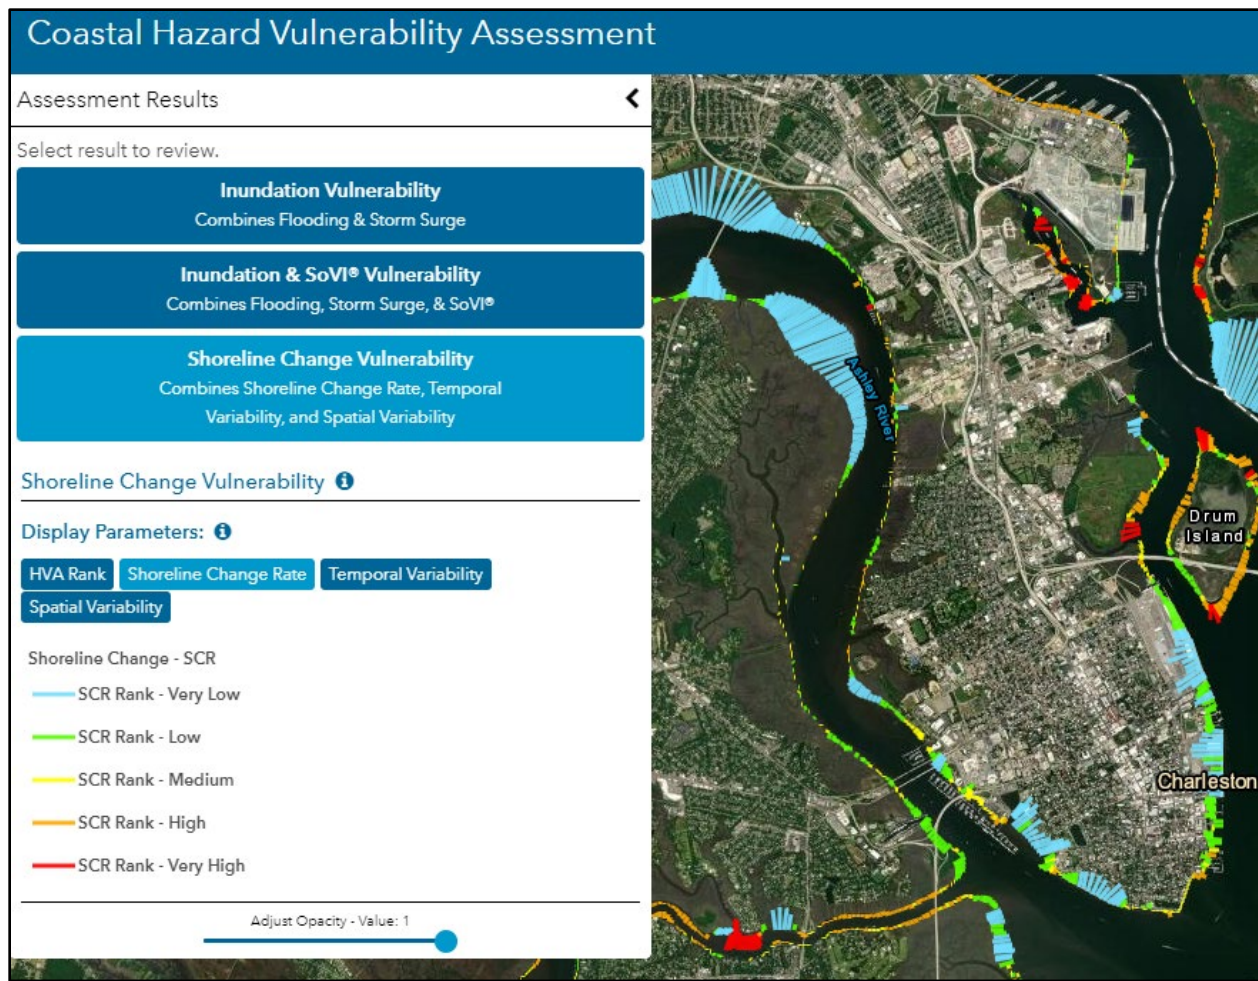 Coastal Hazard Vulnerability Assessment
Assessment Results
Select result to review.
Inundation Vulnerability
Combines Flooding & Storm Surge
Inundation & SoVI® Vulnerability
Combines Flooding, Storm Surge, & SoVI®
Shoreline Change Vulnerability
Combines Shoreline Change Rate, Temporal
Variability, and Spatial Variability
Shoreline Change Vulnerability
Display Parameters:
HVA Rank
Shoreline Change Rate
Temporal Variability
Spatial Variability
Shoreline Change - SCR
SCR Rank - Very Low
SCR Rank - Low
SCR Rank - Medium
SCR Rank - High
SCR Rank - Very High
Adjust Opacity - Value: 1
Ashley River
Drum
Island
Charleston